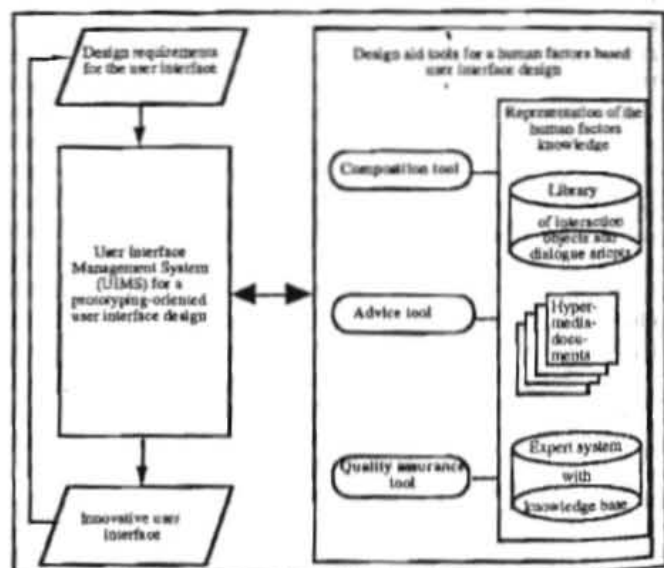 Design requirements
for the user interface
User Interface
Management System
(UIMS) for a
prototyping-oriented
user interface design
Innovative user
interface
Design aid tools for a human factors based
user interface design
Composition tool
Advice tool
Quality assurance
tool
Representation of the
human factors
knowledge
Library
of interaction
objects and
dialogue
Hyper-
media-
docu-
ments
Expert system
with
knowledge base